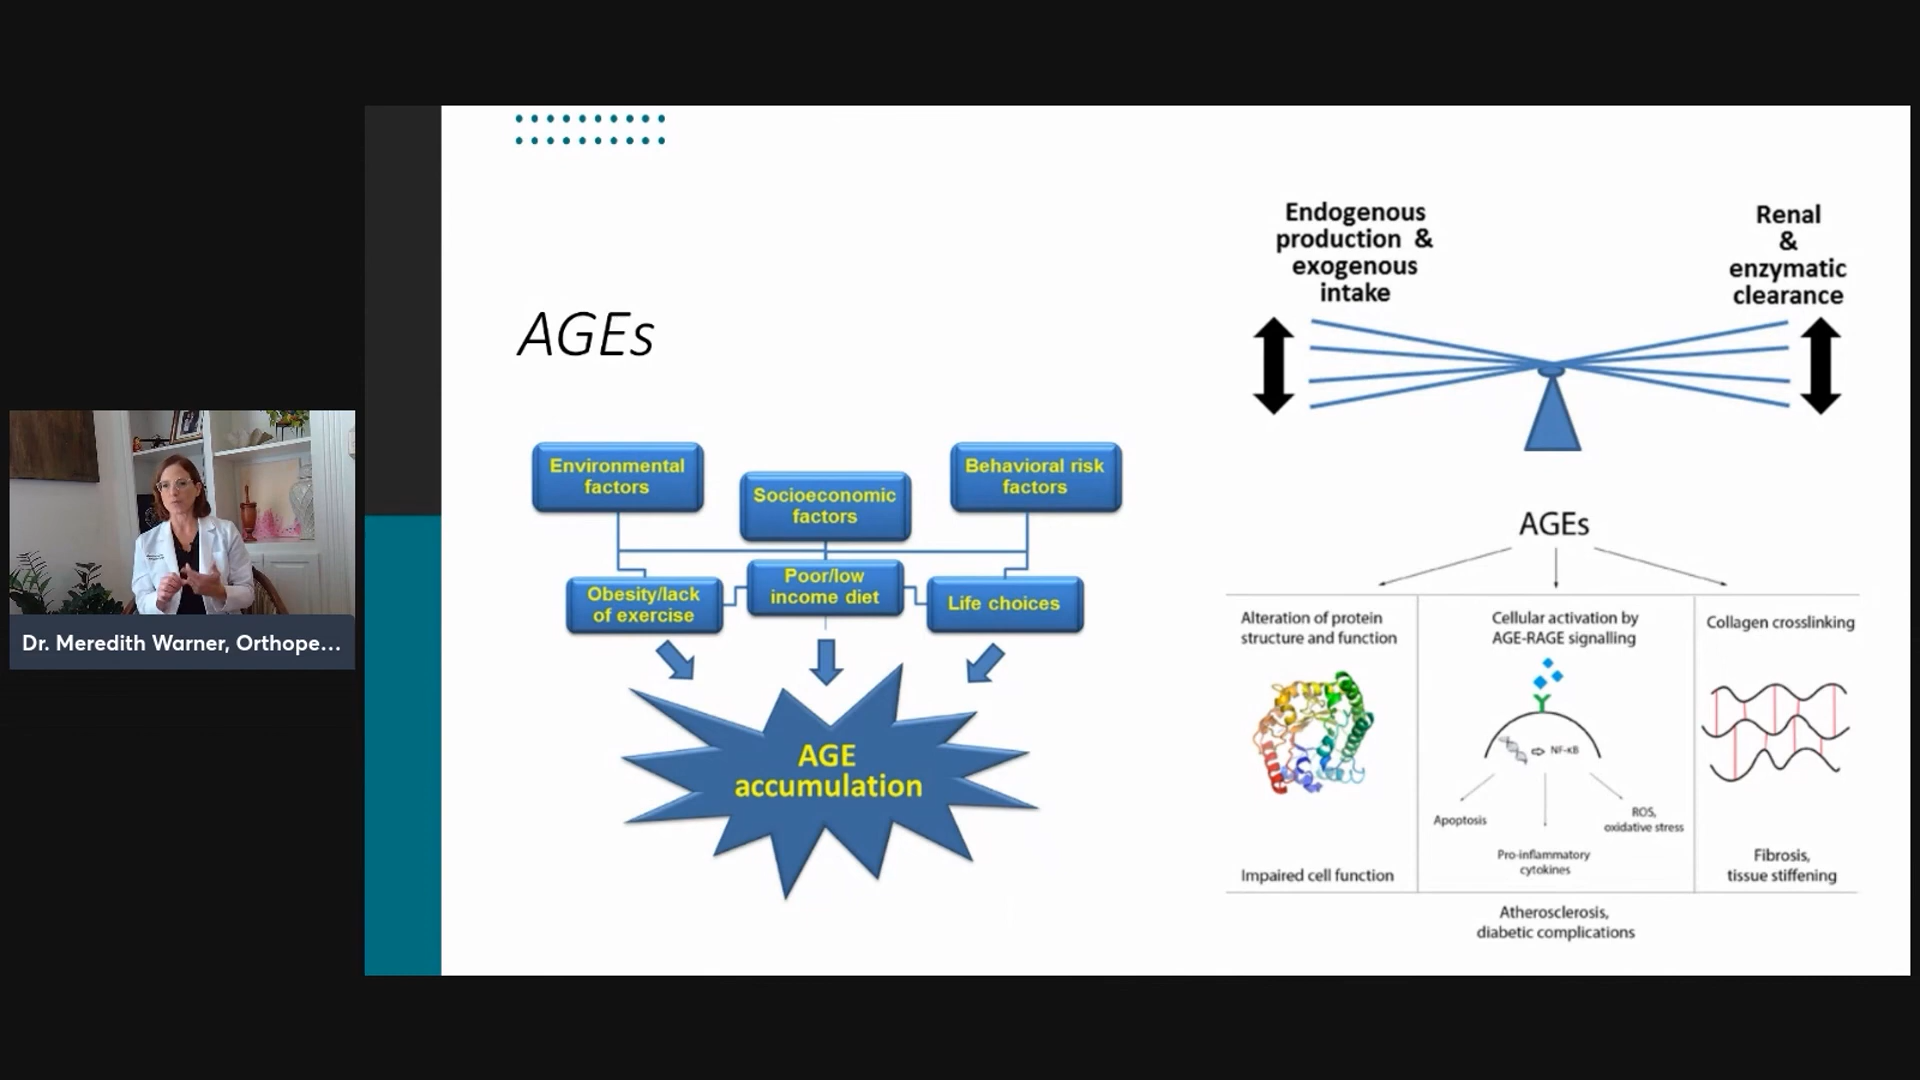 Dr. Meredith Warner, Orthope...
AGEs
Environmental
factors
Socioeconomic
factors
Behavioral risk
factors
Obesity/lack
of exercise
Poor/low
income diet
Life choices
AGE
accumulation
Endogenous
production &
exogenous
intake
Renal
&
enzymatic
clearance
AGEs
Alteration of protein
structure and function
Impaired cell function
Cellular activation by
AGE-RAGE signalling
NF-κB
Apoptosis
Pro-inflammatory
cytokines
ROS,
oxidative stress
Collagen crosslinking
Fibrosis,
tissue stiffening
Atherosclerosis,
diabetic complications